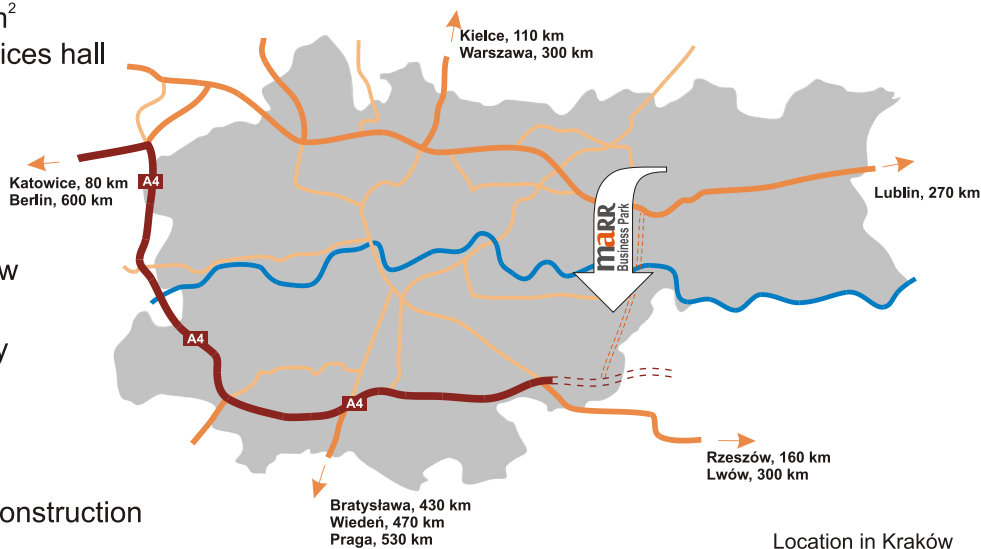 m²
ices hall
Kielce, 110 km
Warszawa, 300 km
Katowice, 80 km
Berlin, 600 km
A4
Lublin, 270 km
maRR
Business Park
w
A4
y
A4
Rzeszów, 160 km
Lwów, 300 km
Bratysława, 430 km
Wiedeń, 470 km
Praga, 530 km
onstruction
Location in Kraków